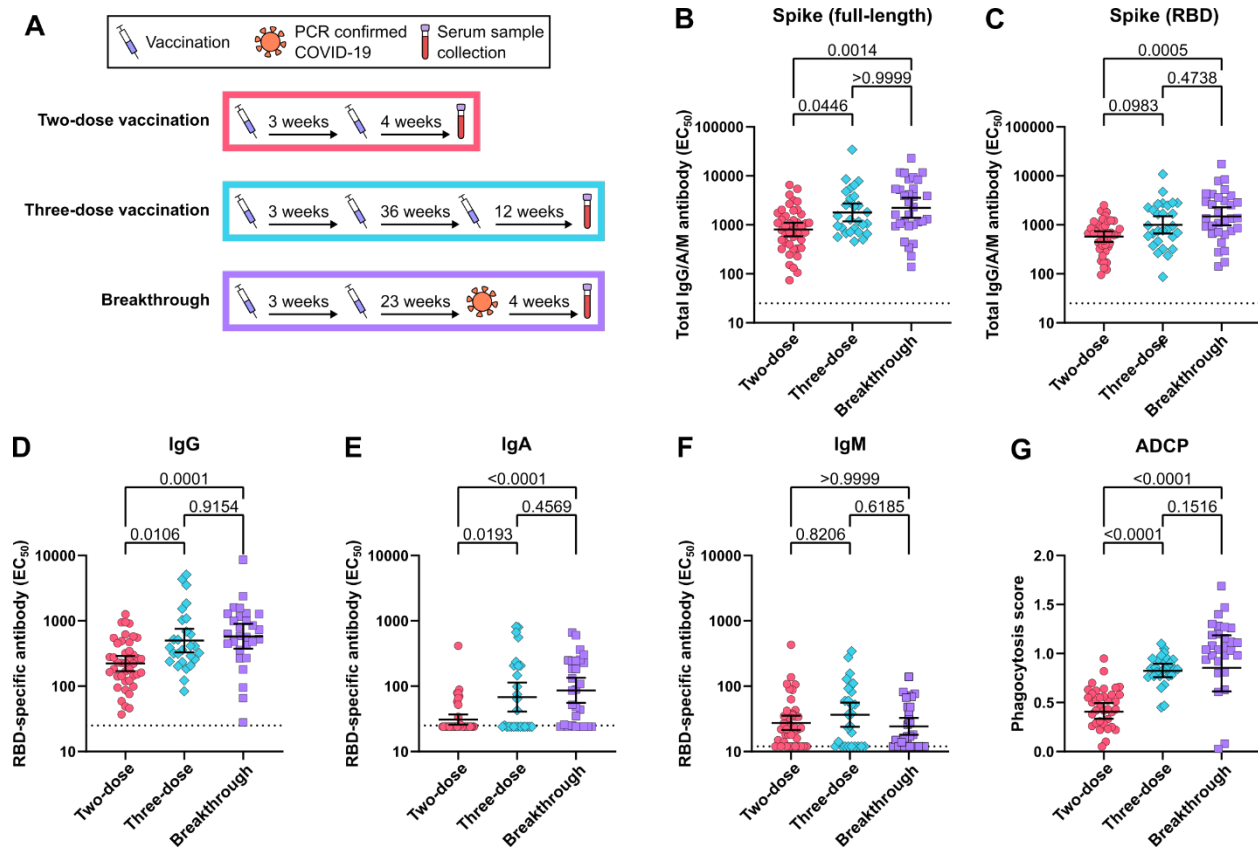 A
Vaccination
PCR confirmed
COVID-19
Serum sample
collection
Two-dose vaccination
3 weeks
4 weeks
Three-dose vaccination
3 weeks
36 weeks
12 weeks
Breakthrough
3 weeks
23 weeks
4 weeks
B
Spike (full-length)
0.0014
>0.9999
0.0446
Total IgG/A/M antibody (EC50)
100000
10000
1000
100
10
Two-dose
Three-dose
Breakthrough
C
Spike (RBD)
0.0005
0.4738
0.0983
Total IgG/A/M antibody (EC50)
100000
10000
1000
100
10
Two-dose
Three-dose
Breakthrough
D
IgG
0.0001
0.9154
0.0106
RBD-specific antibody (EC50)
10000
1000
100
10
Two-dose
Three-dose
Breakthrough
E
IgA
<0.0001
0.4569
0.0193
RBD-specific antibody (EC50)
10000
1000
100
10
Two-dose
Three-dose
Breakthrough
F
IgM
>0.9999
0.6185
0.8206
RBD-specific antibody (EC50)
10000
1000
100
10
Two-dose
Three-dose
Breakthrough
G
ADCP
<0.0001
0.1516
<0.0001
Phagocytosis score
2.0
1.5
1.0
0.5
0.0
Two-dose
Three-dose
Breakthrough